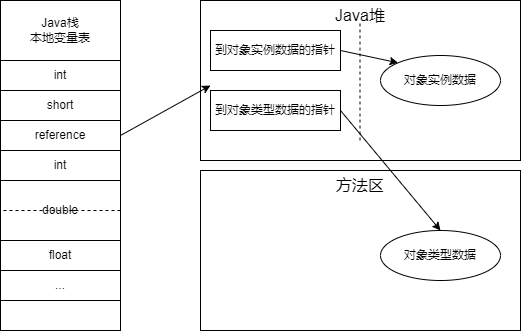 Java栈
本地变量表
int
short
reference
int
double
float
...
Java堆
到对象实例数据的指针
对象实例数据
到对象类型数据的指针
方法区
对象类型数据